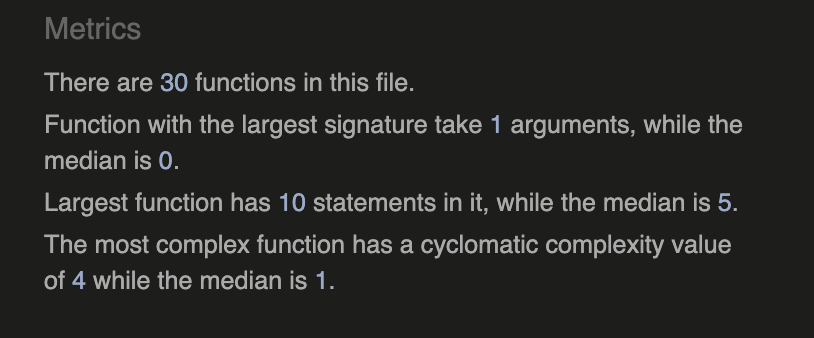 Metrics
There are 30 functions in this file.
Function with the largest signature take 1 arguments, while the
median is 0.
Largest function has 10 statements in it, while the median is 5.
The most complex function has a cyclomatic complexity value
of 4 while the median is 1.